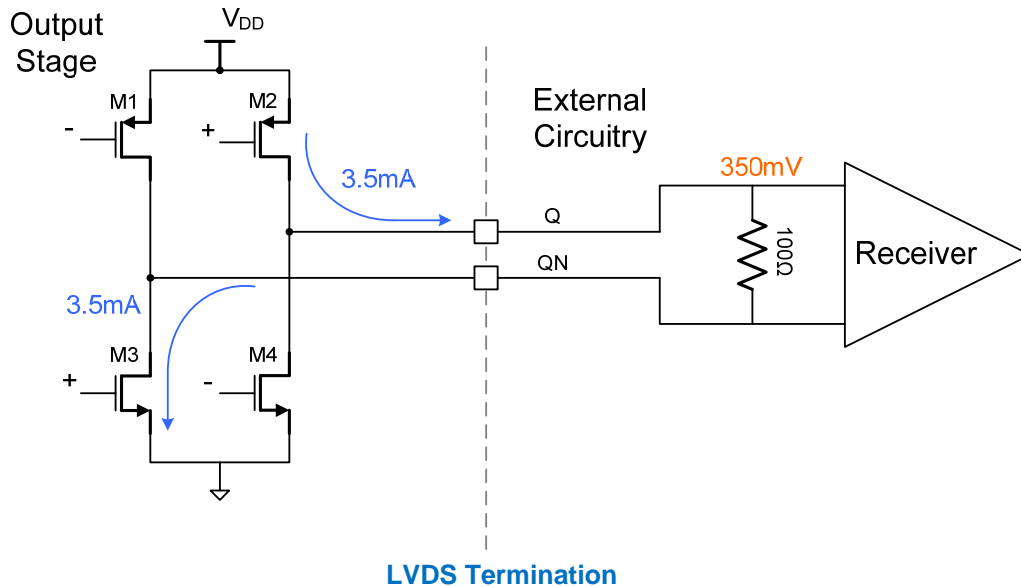 Output
Stage
VDD
M1
M2
-
+
3.5mA
External
Circuitry
350mV
Q
100Ω
Receiver
QN
3.5mA
M3
M4
+
-
LVDS Termination